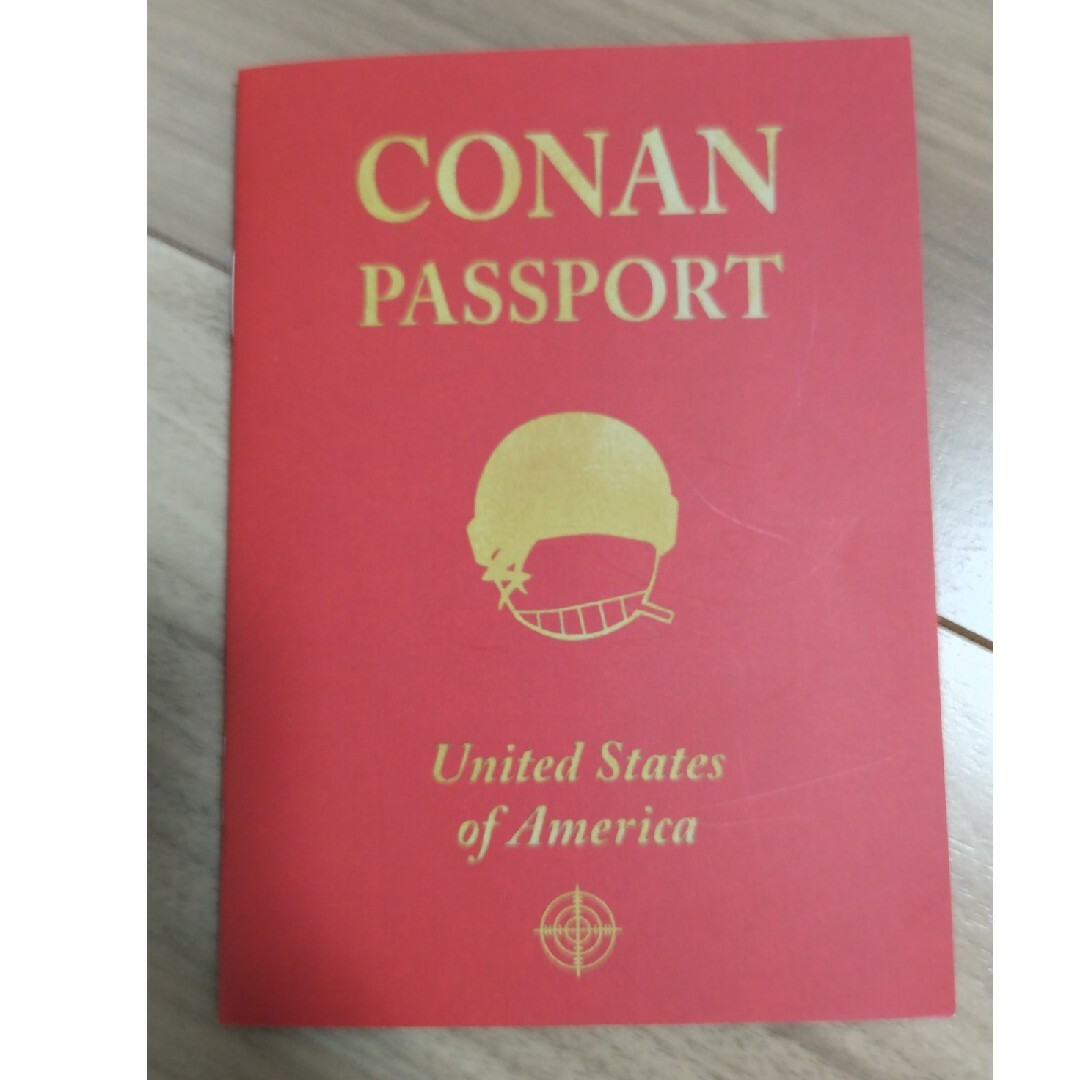 CONAN
PASSPORT
United States
of America